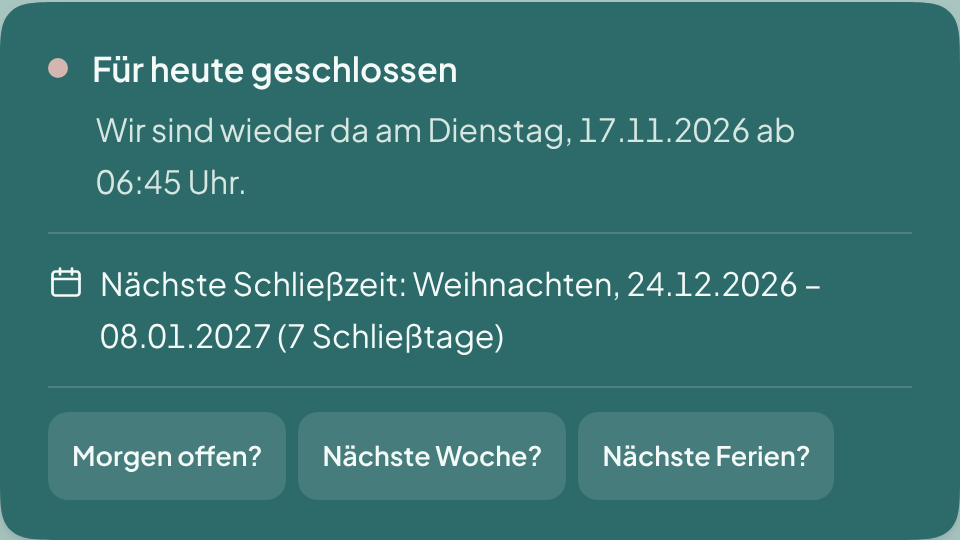 Für heute geschlossen
Wir sind wieder da am Dienstag, 17.11.2026 ab
06:45 Uhr.
Nächste Schließzeit: Weihnachten, 24.12.2026 –
08.01.2027 (7 Schließtage)
Morgen offen? Nächste Woche? Nächste Ferien?